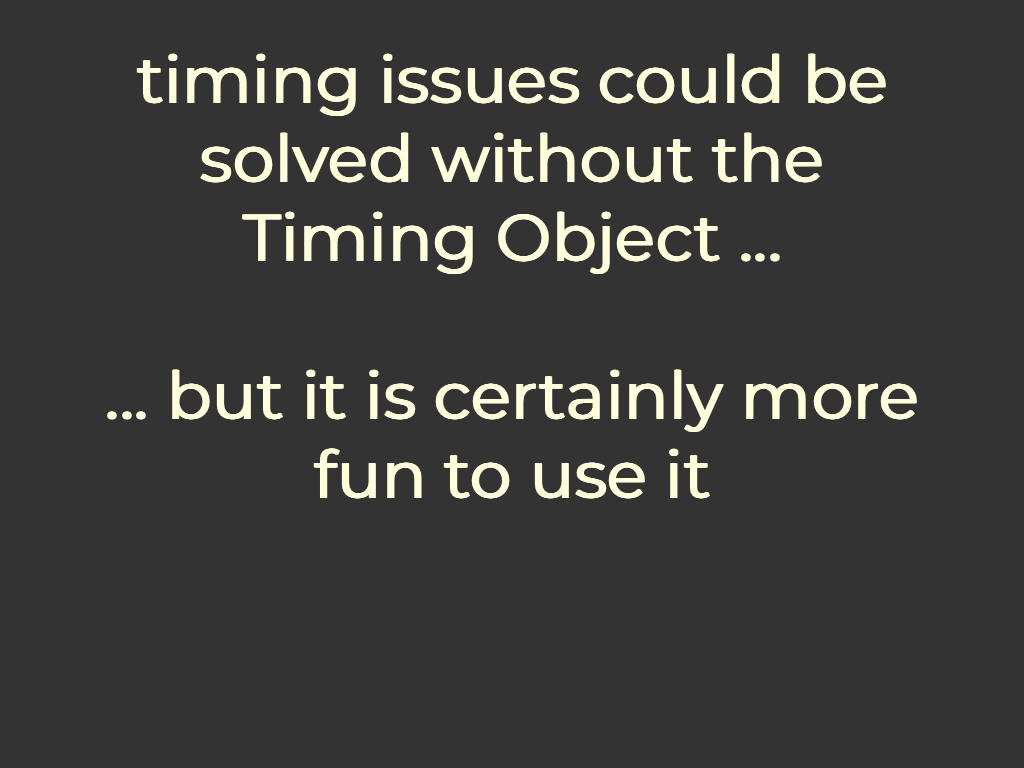 timing issues could be
solved without the
Timing Object ...
... but it is certainly more
fun to use it